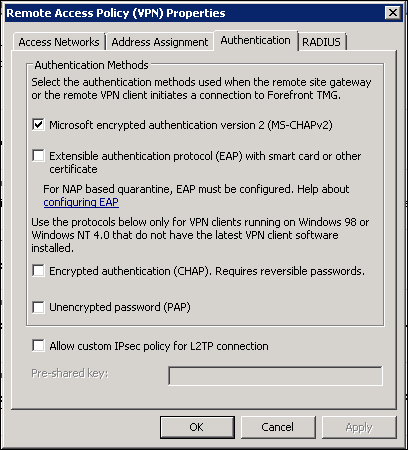 Remote Access Policy (VPN) Properties
Access Networks
Address Assignment
Authentication
RADIUS
Authentication Methods
Select the authentication methods used when the remote site gateway
or the remote VPN client initiates a connection to Forefront TMG.
Microsoft encrypted authentication version 2 (MS-CHAPv2)
Extensible authentication protocol (EAP) with smart card or other
certificate
For NAP based quarantine, EAP must be configured. Help about
configuring EAP
Use the protocols below only for VPN clients running on Windows 98 or
Windows NT 4.0 that do not have the latest VPN client software
installed.
Encrypted authentication (CHAP). Requires reversible passwords.
Unencrypted password (PAP)
Allow custom IPsec policy for L2TP connection
Pre-shared key:
OK
Cancel
Apply